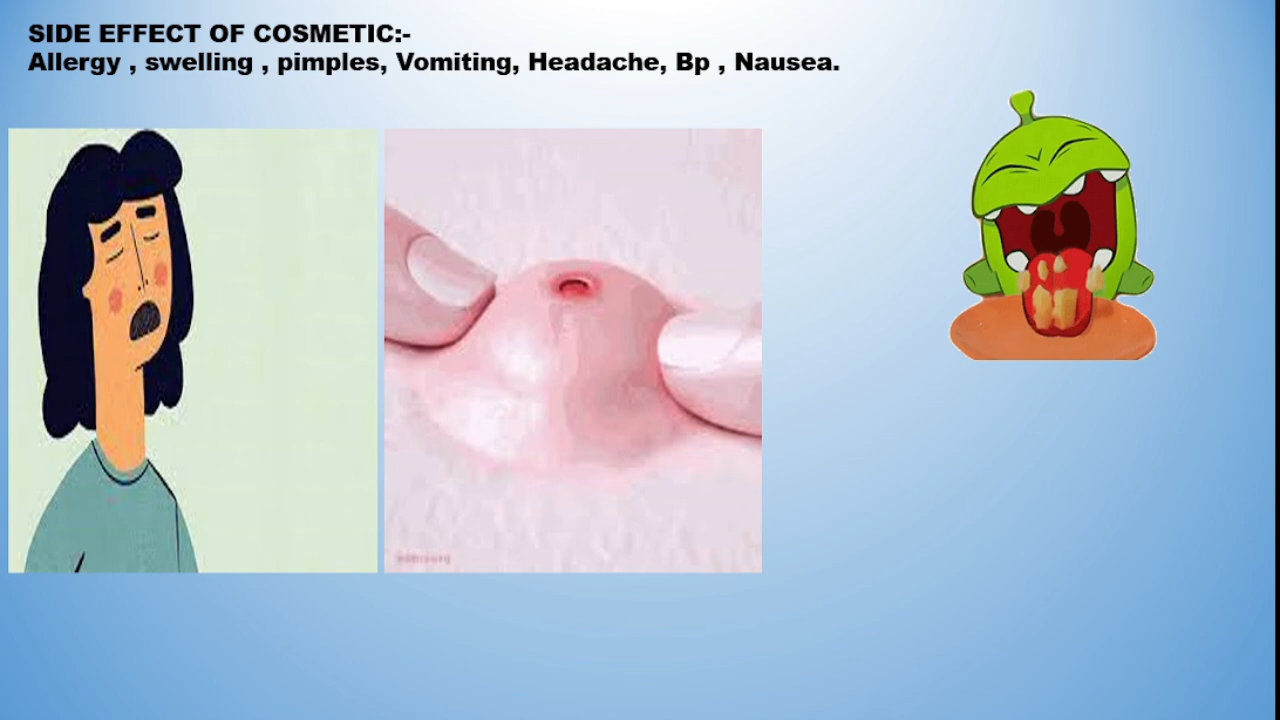 SIDE EFFECT OF COSMETIC:-
Allergy , swelling , pimples, Vomiting, Headache, Bp , Nausea.